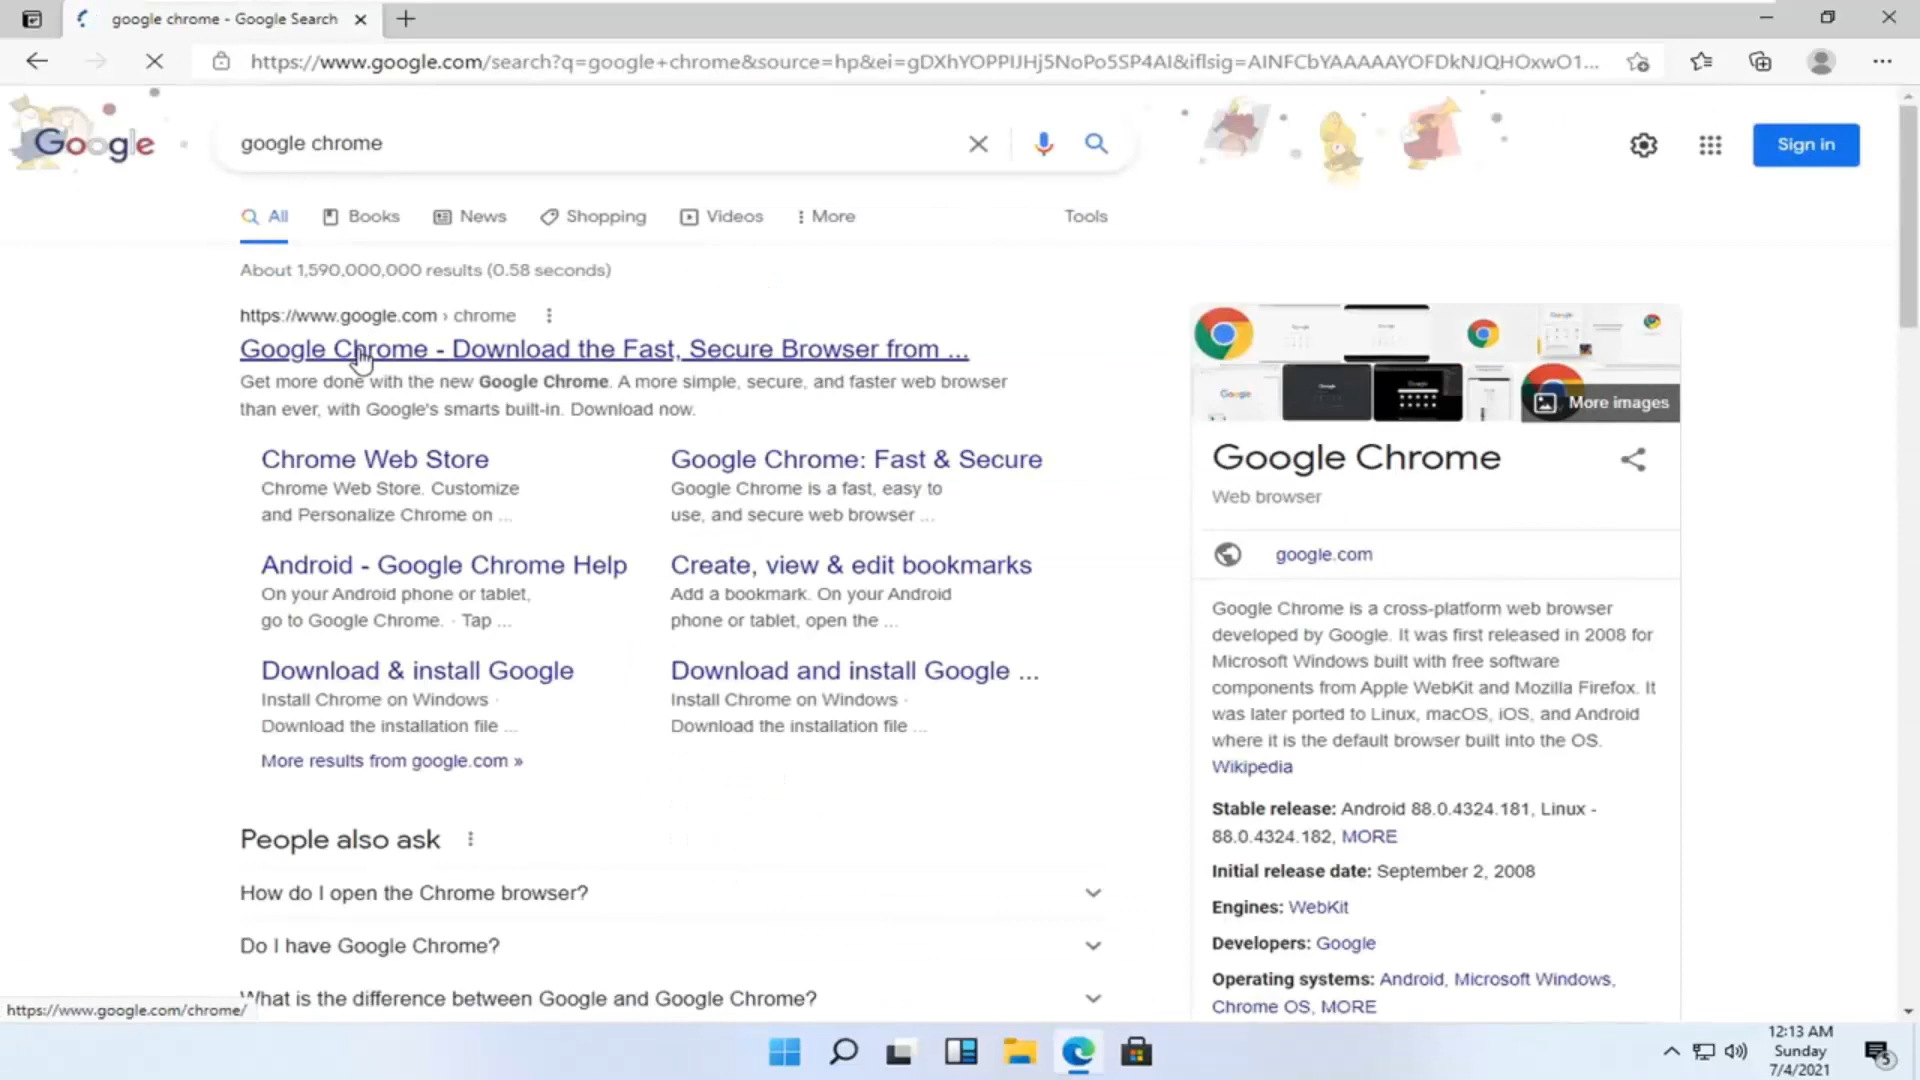 google chrome - Google Search
https://www.google.com/search?q=google+chrome&source=hp&ei=gDXhYOPPIJHj5NoPo5SP4AI&iflsig=AINFCbYAAAAAYOFDkNJQHOxwO1...
Google
google chrome
Sign in
All
Books
News
Shopping
Videos
More
Tools
About 1,590,000,000 results (0.58 seconds)
https://www.google.com › chrome
Google Chrome - Download the Fast, Secure Browser from ...
Get more done with the new Google Chrome. A more simple, secure, and faster web browser
than ever, with Google's smarts built-in. Download now.
Chrome Web Store
Chrome Web Store. Customize
and Personalize Chrome on ...
Google Chrome: Fast & Secure
Google Chrome is a fast, easy to
use, and secure web browser ...
Android - Google Chrome Help
On your Android phone or tablet,
go to Google Chrome. · Tap ...
Create, view & edit bookmarks
Add a bookmark. On your Android
phone or tablet, open the ...
Download & install Google
Install Chrome on Windows ·
Download the installation file ...
Download and install Google ...
Install Chrome on Windows ·
Download the installation file ...
More results from google.com »
People also ask
How do I open the Chrome browser?
Do I have Google Chrome?
What is the difference between Google and Google Chrome?
https://www.google.com/chrome/
More images
Google Chrome
Web browser
google.com
Google Chrome is a cross-platform web browser
developed by Google. It was first released in 2008 for
Microsoft Windows built with free software
components from Apple WebKit and Mozilla Firefox. It
was later ported to Linux, macOS, iOS, and Android
where it is the default browser built into the OS.
Wikipedia
Stable release: Android 88.0.4324.181, Linux -
88.0.4324.182, MORE
Initial release date: September 2, 2008
Engines: WebKit
Developers: Google
Operating systems: Android, Microsoft Windows,
Chrome OS, MORE
12:13 AM
Sunday
7/4/2021
5